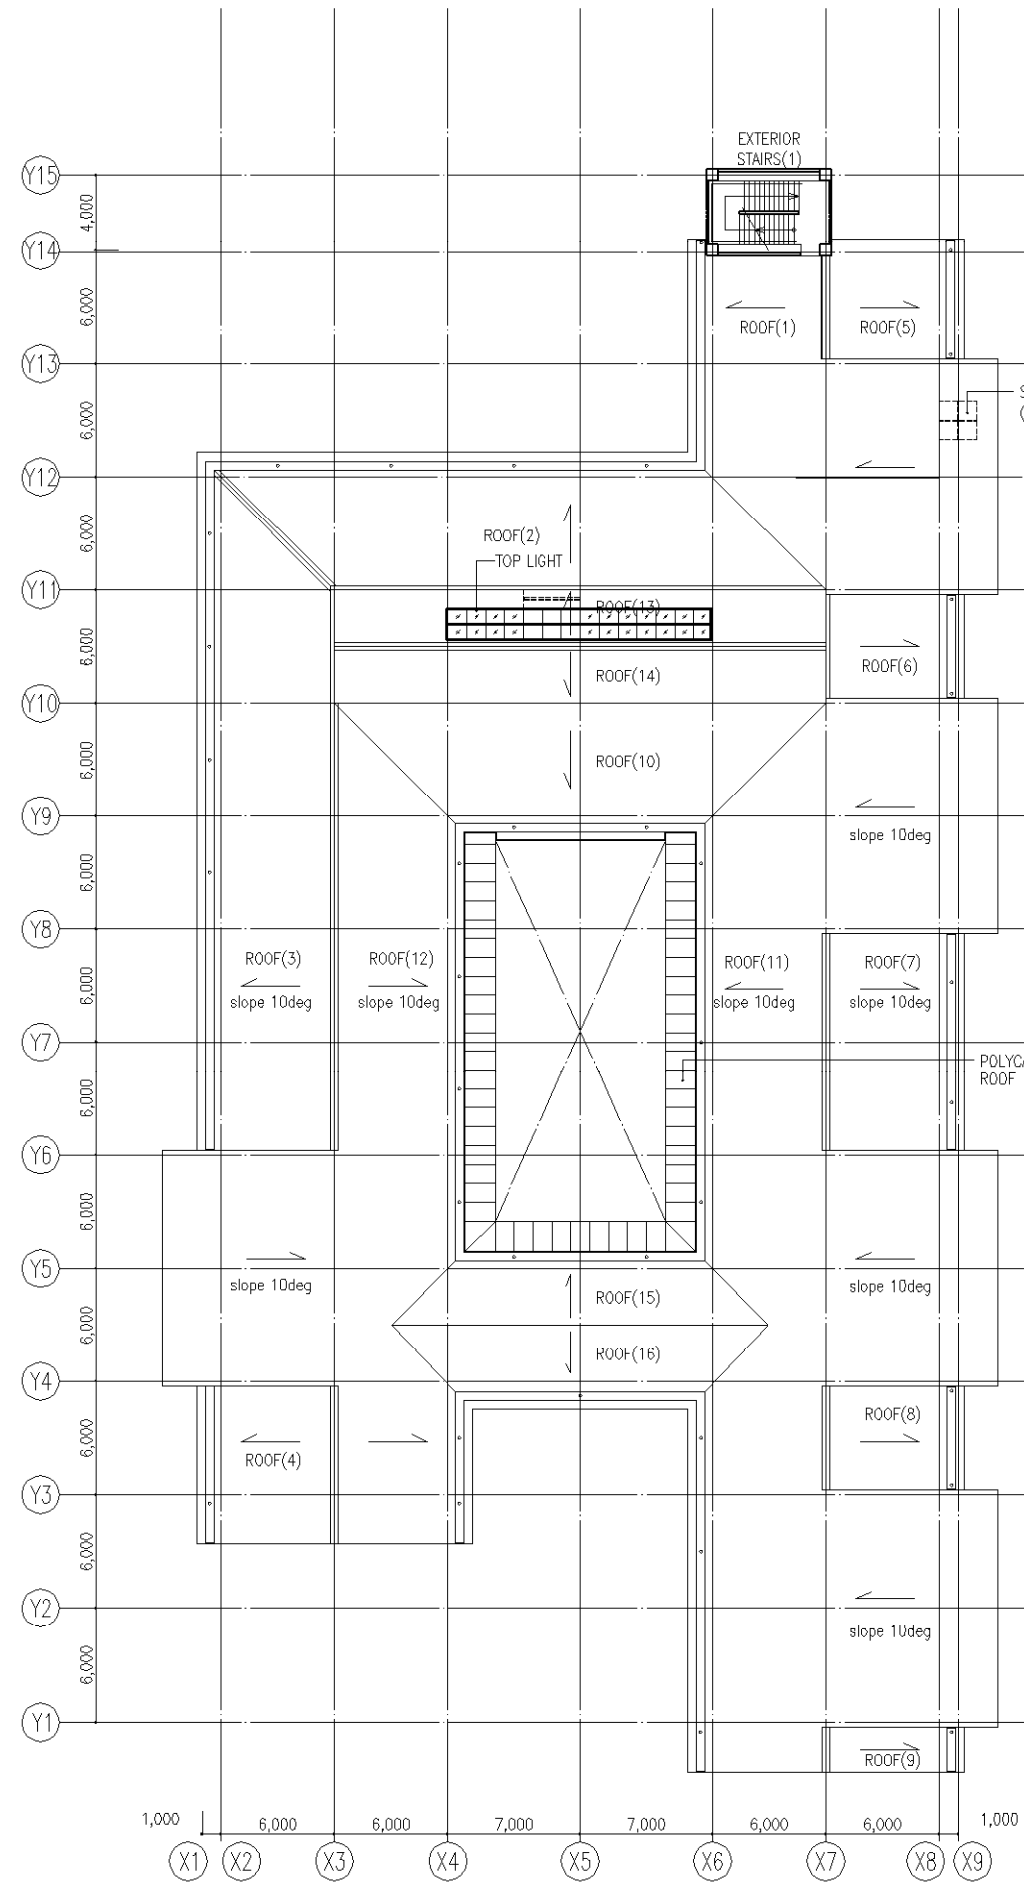 EXTERIOR
STAIRS(1)
Y15
4,000
Y14
6,000
ROOF(1)
ROOF(5)
Y13
6,000
Y12
ROOF(2)
6,000
TOP LIGHT
Y11
ROOF(13)
6,000
ROOF(6)
ROOF(14)
Y10
6,000
ROOF(10)
Y9
slope 10deg
6,000
Y8
ROOF(3)
ROOF(12)
ROOF(11)
ROOF(7)
6,000
slope 10deg
slope 10deg
slope 10deg
slope 10deg
Y7
POLYCA
ROOF
6,000
Y6
6,000
Y5
slope 10deg
slope 10deg
ROOF(15)
6,000
ROOF(16)
Y4
ROOF(8)
6,000
ROOF(4)
Y3
6,000
Y2
slope 10deg
6,000
Y1
ROOF(9)
1,000
6,000
6,000
7,000
7,000
6,000
6,000
1,000
X1
X2
X3
X4
X5
X6
X7
X8
X9